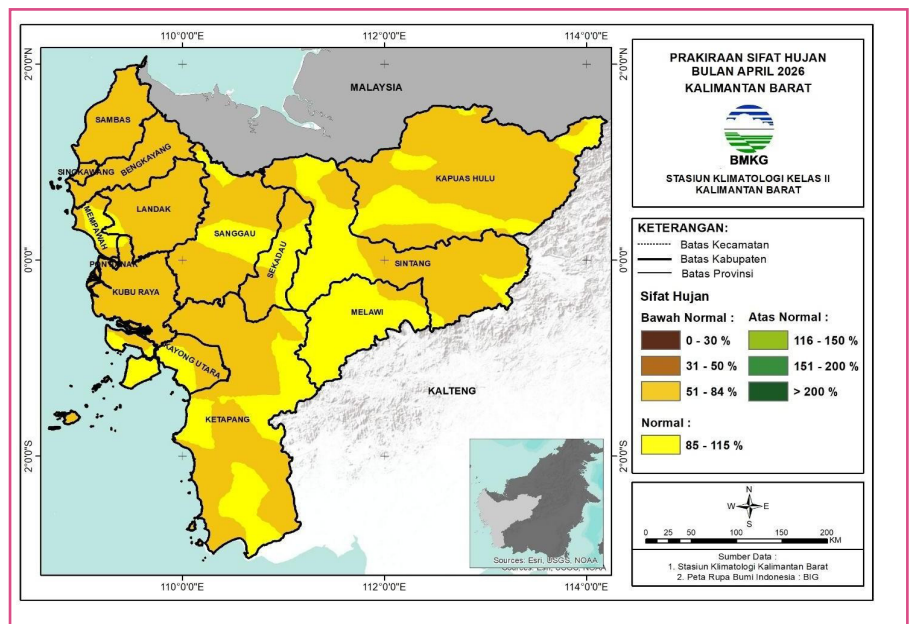 110°0'0"E
112°0'0"E
114°0'0"E
2°0'0"N
0°0'0"
2°0'0"S
MALAYSIA
SAMBAS
BENGKAYANG
SINGKAWANG
KAPUAS HULU
LANDAK
MEMPAWAH
SANGGAU
SEKADAU
SINTANG
PONTIANAK
KUBU RAYA
MELAWI
KAYONG UTARA
KALTENG
KETAPANG
2°0'0"N
0°0'0"
2°0'0"S
110°0'0"E
112°0'0"E
114°0'0"E
Sources: Esri, USGS, NOAA
Sources: Esri, USGS, NOAA
PRAKIRAAN SIFAT HUJAN
BULAN APRIL 2026
KALIMANTAN BARAT
BMKG
STASIUN KLIMATOLOGI KELAS II
KALIMANTAN BARAT
KETERANGAN:
Batas Kecamatan
Batas Kabupaten
Batas Provinsi
Sifat Hujan
Bawah Normal :
0 - 30 %
31 - 50 %
51 - 84 %
Atas Normal :
116 - 150 %
151 - 200 %
> 200 %
Normal :
85 - 115 %
N
W E
S
0 25 50 100 150 200
KM
Sumber Data :
1. Stasiun Klimatologi Kalimantan Barat
2. Peta Rupa Bumi Indonesia : BIG